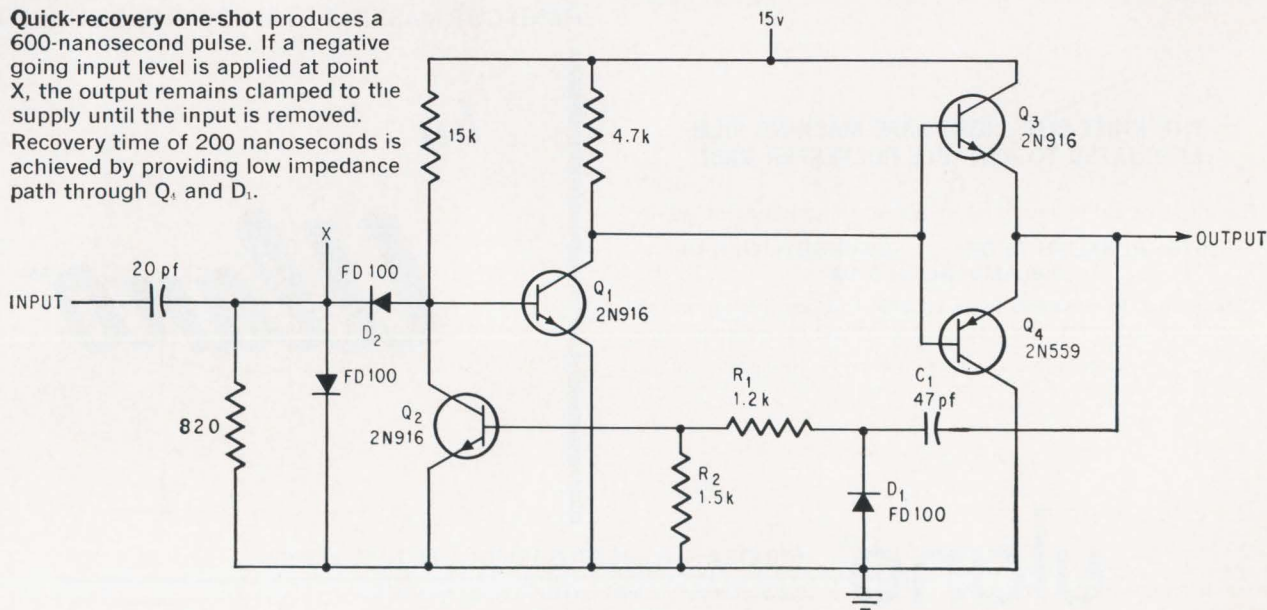 Quick-recovery one-shot produces a
600-nanosecond pulse. If a negative
going input level is applied at point
X, the output remains clamped to the
supply until the input is removed.
Recovery time of 200 nanoseconds is
achieved by providing low impedance
path through Q₄ and D₁.
15v
15k
4.7k
Q₃
2N916
X
20 pf
FD 100
INPUT
D₂
Q₁
2N916
OUTPUT
FD100
Q₄
2N559
820
Q₂
2N916
R₁
1.2k
C₁
47pf
R₂
1.5k
D₁
FD100